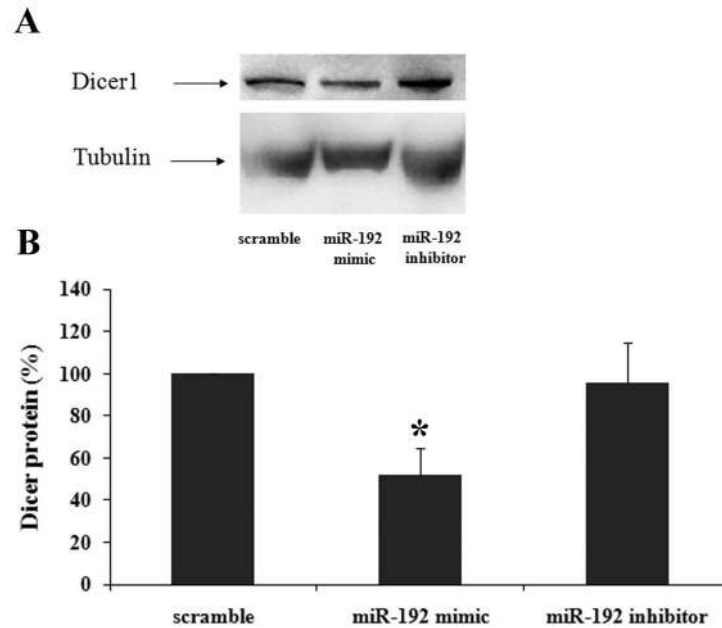 A
Dicer1
Tubulin
scramble miR-192 miR-192
mimic inhibitor
B
140
120
100
80
60
40
20
0
Dicer protein (%)
*
scramble miR-192 mimic miR-192 inhibitor